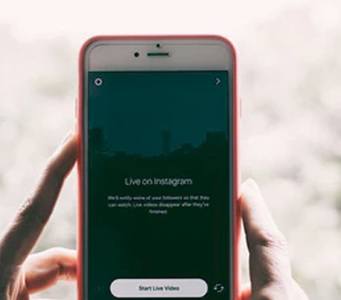 Live on Instagram
We'll notify some of your followers so that they
can watch. Live videos disappear after they've
finished.
Start Live Video